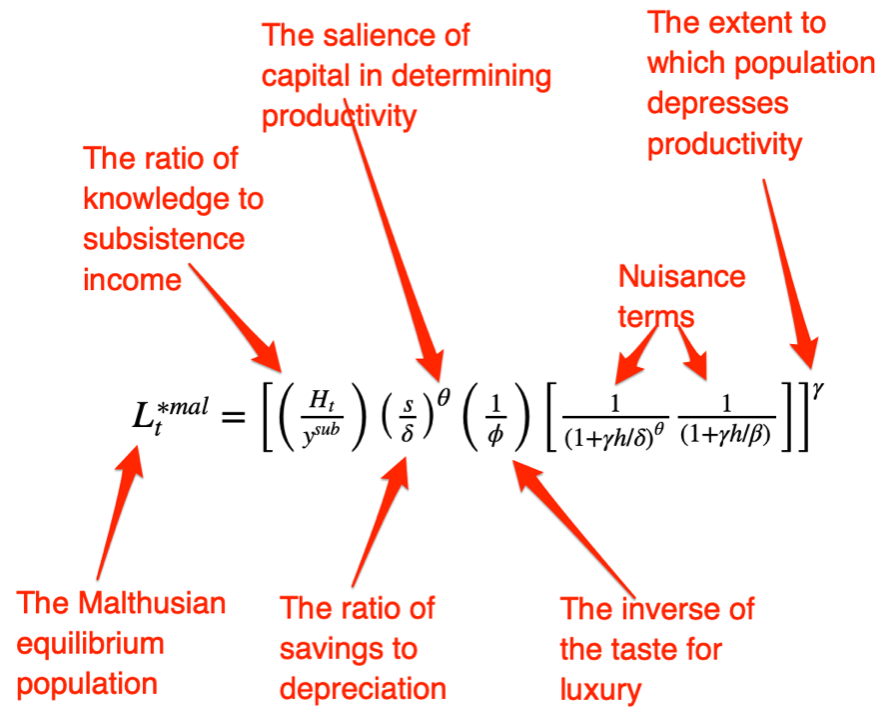 The salience of
capital in determining
productivity
The extent to
which population
depresses
productivity
The ratio of
knowledge to
subsistence
income
Nuisance
terms
L_t^{*mal} = [(H_t/y^{sub}) (s/δ)^θ (1/ϕ) [1/(1+γh/δ)^θ 1/(1+γh/β)]]^γ
The Malthusian
equilibrium
population
The ratio of
savings to
depreciation
The inverse of
the taste for
luxury